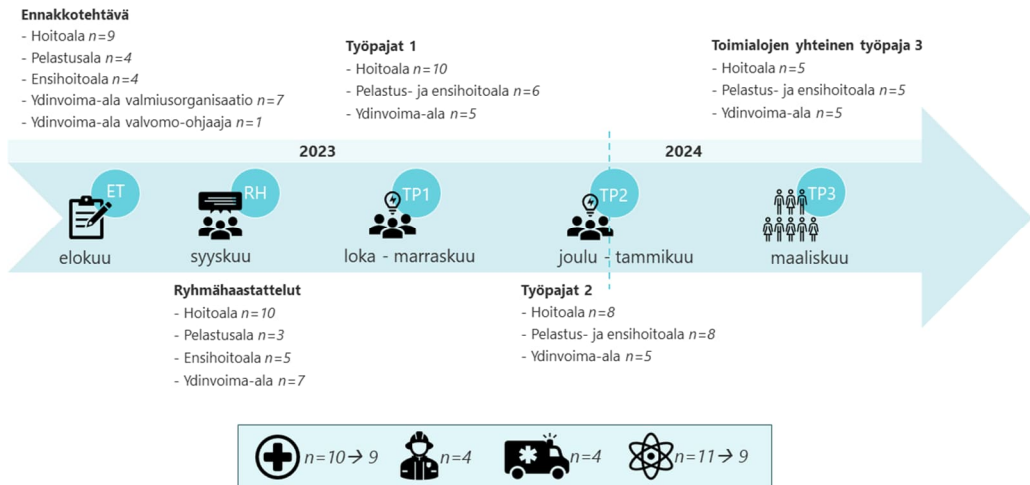 Ennakkotehtävä
- Hoitoala n=9
- Pelastusala n=4
- Ensihoitoala n=4
- Ydinvoima-ala valmiusorganisaatio n=7
- Ydinvoima-ala valvomo-ohjaaja n=1
Työpajat 1
- Hoitoala n=10
- Pelastus- ja ensihoitoala n=6
- Ydinvoima-ala n=5
Toimialojen yhteinen työpaja 3
- Hoitoala n=5
- Pelastus- ja ensihoitoala n=5
- Ydinvoima-ala n=5
2023
2024
ET
RH
TP1
TP2
TP3
elokuu
syyskuu
loka - marraskuu
joulu - tammikuu
maaliskuu
Ryhmähaastattelut
- Hoitoala n=10
- Pelastusala n=3
- Ensihoitoala n=5
- Ydinvoima-ala n=7
Työpajat 2
- Hoitoala n=8
- Pelastus- ja ensihoitoala n=8
- Ydinvoima-ala n=5
n=10→ 9
n=4
n=4
n=11→ 9